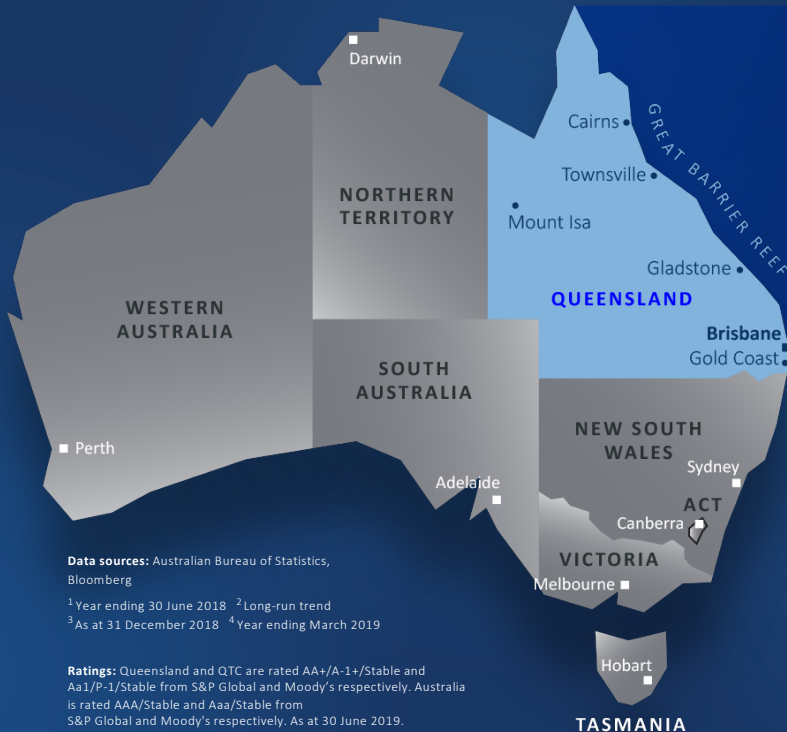 Darwin
Cairns
GREAT BARRIER REEF
Townsville
NORTHERN
TERRITORY
Mount Isa
Gladstone
QUEENSLAND
WESTERN
AUSTRALIA
Brisbane
Gold Coast
SOUTH
AUSTRALIA
NEW SOUTH
WALES
Perth
Sydney
Adelaide
ACT
Canberra
VICTORIA
Melbourne
Data sources: Australian Bureau of Statistics,
Bloomberg
1 Year ending 30 June 2018 2 Long-run trend
3 As at 31 December 2018 4 Year ending March 2019
Hobart
TASMANIA
Ratings: Queensland and QTC are rated AA+/A-1+/Stable and
Aa1/P-1/Stable from S&P Global and Moody’s respectively. Australia
is rated AAA/Stable and Aaa/Stable from
S&P Global and Moody's respectively. As at 30 June 2019.